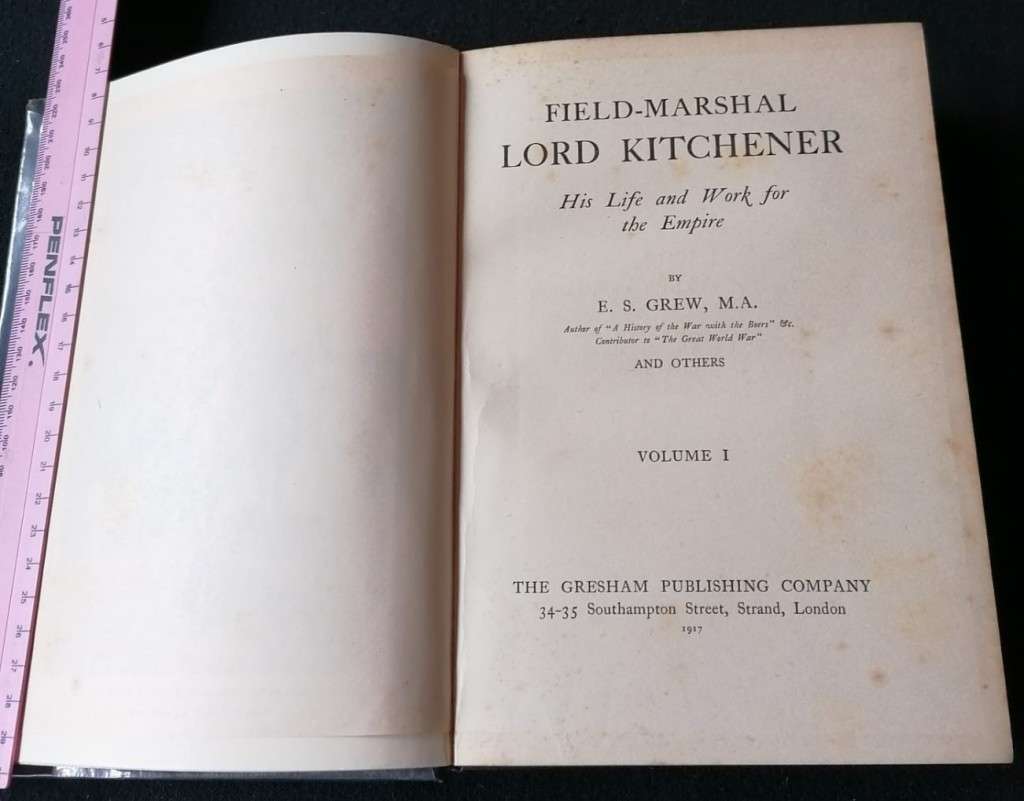 FIELD-MARSHAL
LORD KITCHENER
His Life and Work for
the Empire
BY
E. S. GREW, M.A.
Author of "A History of the War with the Boers" &c.
Contributor to "The Great World War"
AND OTHERS
VOLUME I
THE GRESHAM PUBLISHING COMPANY
34-35 Southampton Street, Strand, London
1917
PENFLEX